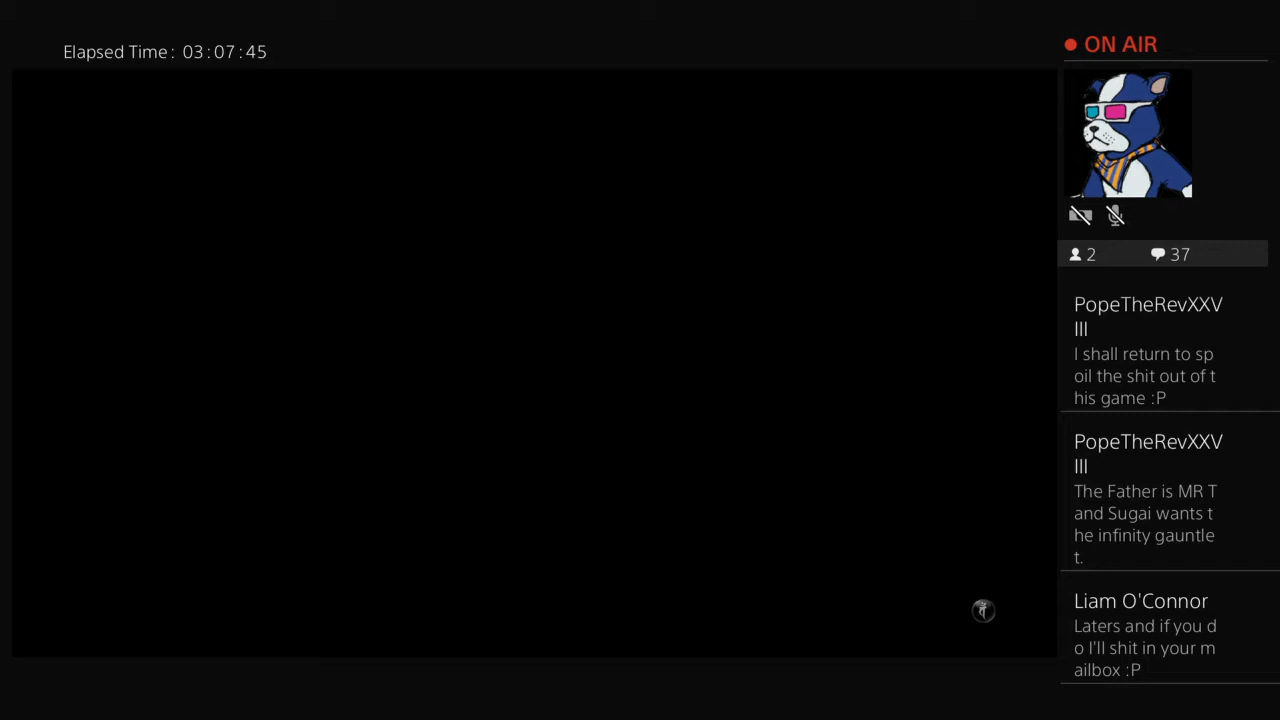 Elapsed Time: 03:07:45
ON AIR
2 37
PopeTheRevXXV
III
I shall return to sp
oil the shit out of t
his game :P
PopeTheRevXXV
III
The Father is MR T
and Sugai wants t
he infinity gauntle
t.
Liam O'Connor
Laters and if you d
o I'll shit in your m
ailbox :P